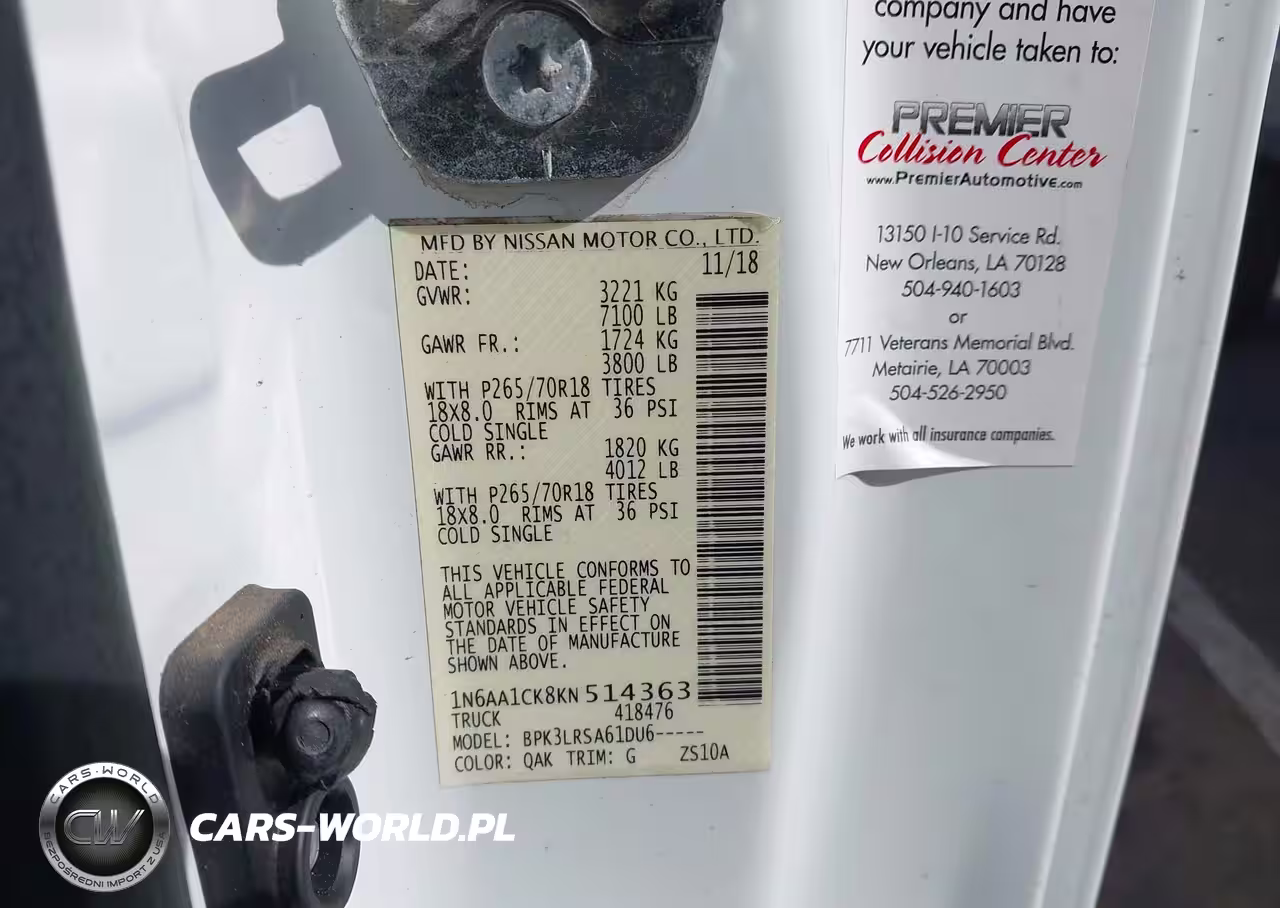 company and have
your vehicle taken to:
PREMIER
Collision Center
www.PremierAutomotive.com
13150 I-10 Service Rd.
New Orleans, LA 70128
504-940-1603
or
7711 Veterans Memorial Blvd.
Metairie, LA 70003
504-526-2950
We work with all insurance companies.
MFD BY NISSAN MOTOR CO., LTD.
DATE: 11/18
GVWR: 3221 KG
7100 LB
GAWR FR.: 1724 KG
3800 LB
WITH P265/70R18 TIRES
18X8.0 RIMS AT 36 PSI
COLD SINGLE
GAWR RR.: 1820 KG
4012 LB
WITH P265/70R18 TIRES
18X8.0 RIMS AT 36 PSI
COLD SINGLE
THIS VEHICLE CONFORMS TO
ALL APPLICABLE FEDERAL
MOTOR VEHICLE SAFETY
STANDARDS IN EFFECT ON
THE DATE OF MANUFACTURE
SHOWN ABOVE.
1N6AA1CK8KN514363
TRUCK 418476
MODEL: BPK3LRSA61DU6-----
COLOR: QAK TRIM: G ZS10A
CARS-WORLD
CW
BEZPOŚREDNI IMPORT Z USA
CARS-WORLD.PL